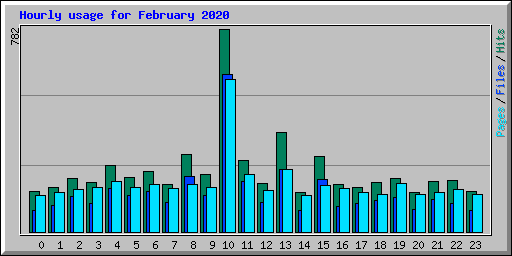 Hourly usage for February 2020
782
Pages / Files / Hits
0 1 2 3 4 5 6 7 8 9 10 11 12 13 14 15 16 17 18 19 20 21 22 23